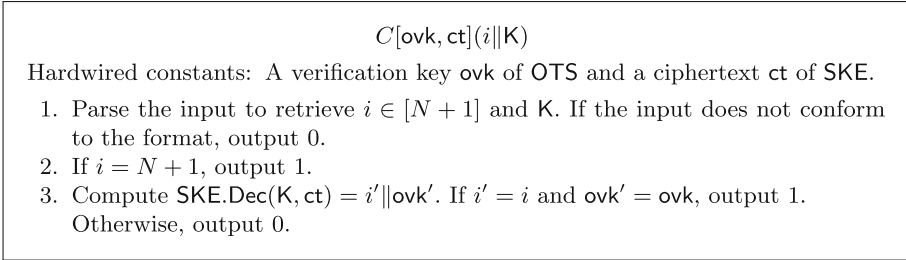 C[ovk, ct](i∥K)
Hardwired constants: A verification key ovk of OTS and a ciphertext ct of SKE.
1. Parse the input to retrieve i ∈ [N + 1] and K. If the input does not conform
to the format, output 0.
2. If i = N + 1, output 1.
3. Compute SKE.Dec(K, ct) = i′∥ovk′. If i′ = i and ovk′ = ovk, output 1.
Otherwise, output 0.